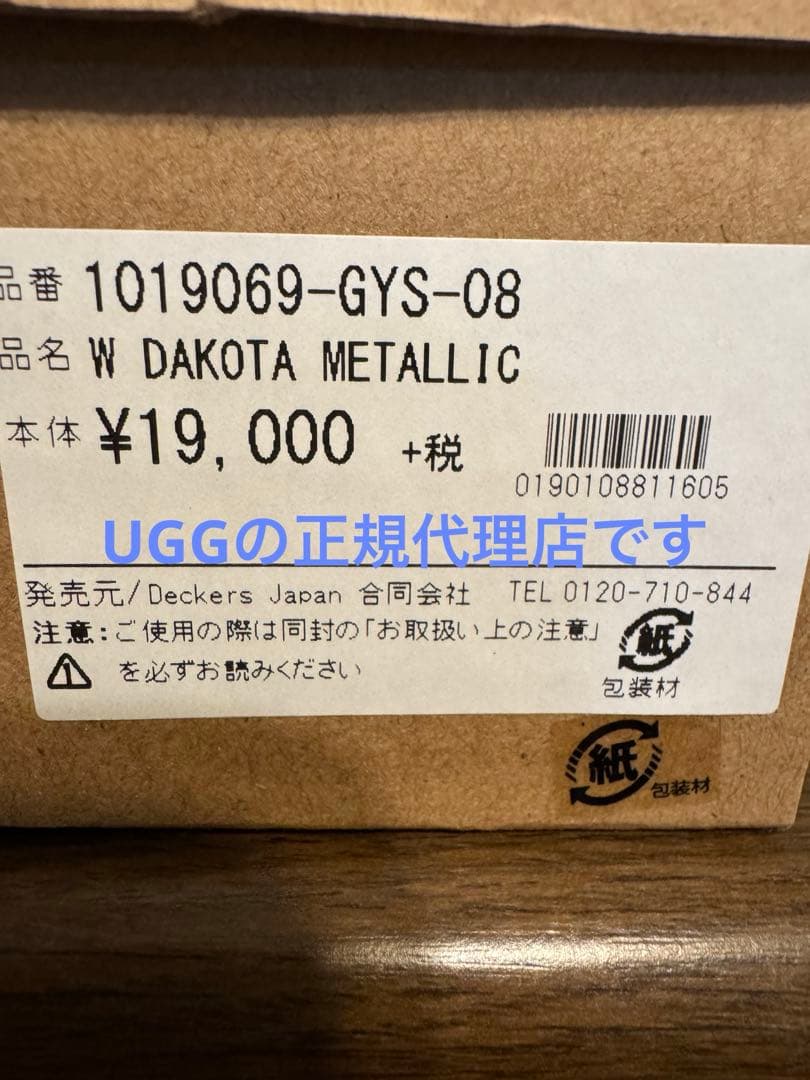 品番 1019069-GYS-08
品名 W DAKOTA METALLIC
本体 ¥19,000 +税
0190108811605
UGGの正規代理店です
発売元/Deckers Japan 合同会社 TEL 0120-710-844
注意:ご使用の際は同封の「お取扱い上の注意」
を必ずお読みください
紙
包装材
紙
包装材